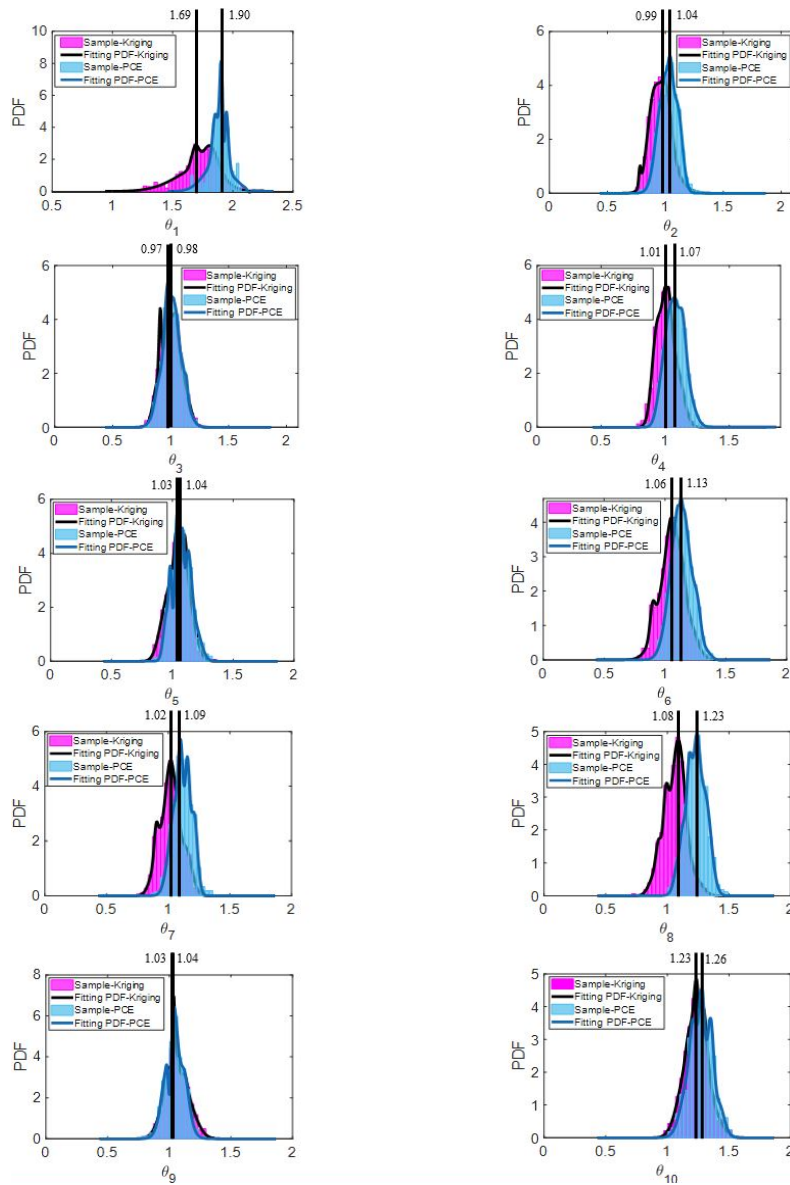 1.69 1.90
10
8
6
4
2
0
PDF
Sample-Kriging
Fitting PDF-Kriging
Sample-PCE
Fitting PDF-PCE
0.5 1 1.5 2 2.5
θ1
0.99 1.04
6
4
2
0
PDF
Sample-Kriging
Fitting PDF-Kriging
Sample-PCE
Fitting PDF-PCE
0 0.5 1 1.5 2
θ2
0.97 0.98
6
4
2
0
PDF
Sample-Kriging
Fitting PDF-Kriging
Sample-PCE
Fitting PDF-PCE
0 0.5 1 1.5 2
θ3
1.01 1.07
6
4
2
0
PDF
Sample-Kriging
Fitting PDF-Kriging
Sample-PCE
Fitting PDF-PCE
0 0.5 1 1.5
θ4
1.03 1.04
6
4
2
0
PDF
Sample-Kriging
Fitting PDF-Kriging
Sample-PCE
Fitting PDF-PCE
0 0.5 1 1.5 2
θ5
1.06 1.13
4
3
2
1
0
PDF
Sample-Kriging
Fitting PDF-Kriging
Sample-PCE
Fitting PDF-PCE
0 0.5 1 1.5 2
θ6
1.02 1.09
6
4
2
0
PDF
Sample-Kriging
Fitting PDF-Kriging
Sample-PCE
Fitting PDF-PCE
0 0.5 1 1.5 2
θ7
1.08 1.23
5
4
3
2
1
0
PDF
Sample-Kriging
Fitting PDF-Kriging
Sample-PCE
Fitting PDF-PCE
0 0.5 1 1.5 2
θ8
1.03 1.04
8
6
4
2
0
PDF
Sample-Kriging
Fitting PDF-Kriging
Sample-PCE
Fitting PDF-PCE
0 0.5 1 1.5 2
θ9
1.23 1.26
5
4
3
2
1
0
PDF
Sample-Kriging
Fitting PDF-Kriging
Sample-PCE
Fitting PDF-PCE
0 0.5 1 1.5 2
θ10